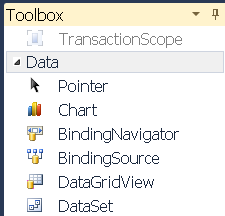 Toolbox
TransactionScope
Data
Pointer
Chart
BindingNavigator
BindingSource
DataGridView
DataSet